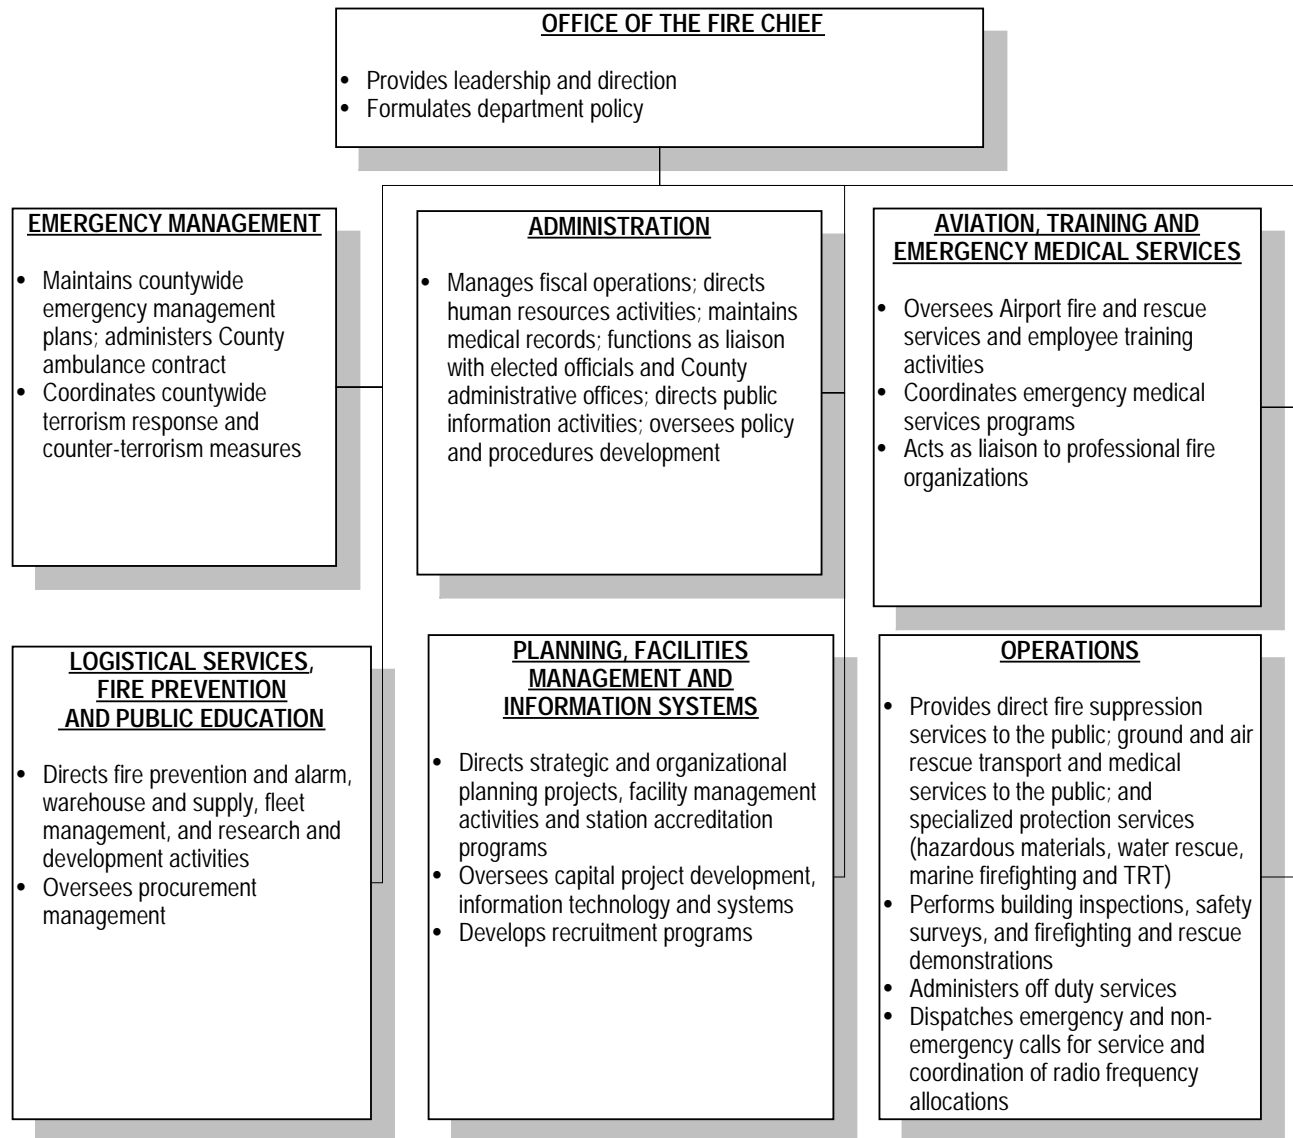 OFFICE OF THE FIRE CHIEF
• Provides leadership and direction
• Formulates department policy
EMERGENCY MANAGEMENT
• Maintains countywide
emergency management
plans; administers County
ambulance contract
• Coordinates countywide
terrorism response and
counter-terrorism measures
ADMINISTRATION
• Manages fiscal operations; directs
human resources activities; maintains
medical records; functions as liaison
with elected officials and County
administrative offices; directs public
information activities; oversees policy
and procedures development
AVIATION, TRAINING AND
EMERGENCY MEDICAL SERVICES
• Oversees Airport fire and rescue
services and employee training
activities
• Coordinates emergency medical
services programs
• Acts as liaison to professional fire
organizations
LOGISTICAL SERVICES,
FIRE PREVENTION
AND PUBLIC EDUCATION
• Directs fire prevention and alarm,
warehouse and supply, fleet
management, and research and
development activities
• Oversees procurement
management
PLANNING, FACILITIES
MANAGEMENT AND
INFORMATION SYSTEMS
• Directs strategic and organizational
planning projects, facility management
activities and station accreditation
programs
• Oversees capital project development,
information technology and systems
• Develops recruitment programs
OPERATIONS
• Provides direct fire suppression
services to the public; ground and air
rescue transport and medical
services to the public; and
specialized protection services
(hazardous materials, water rescue,
marine firefighting and TRT)
• Performs building inspections, safety
surveys, and firefighting and rescue
demonstrations
• Administers off duty services
• Dispatches emergency and non-
emergency calls for service and
coordination of radio frequency
allocations